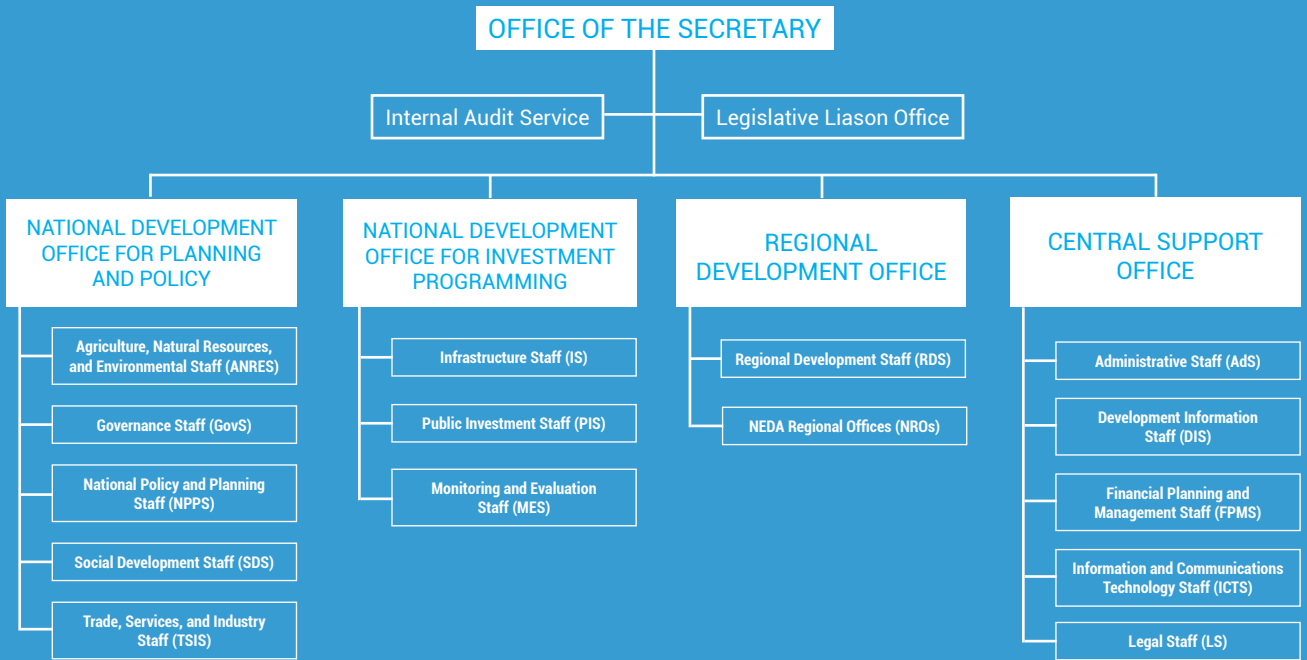 OFFICE OF THE SECRETARY
Internal Audit Service
Legislative Liason Office
NATIONAL DEVELOPMENT
OFFICE FOR PLANNING
AND POLICY
Agriculture, Natural Resources,
and Environmental Staff (ANRES)
Governance Staff (GovS)
National Policy and Planning
Staff (NPPS)
Social Development Staff (SDS)
Trade, Services, and Industry
Staff (TSIS)
NATIONAL DEVELOPMENT
OFFICE FOR INVESTMENT
PROGRAMMING
Infrastructure Staff (IS)
Public Investment Staff (PIS)
Monitoring and Evaluation
Staff (MES)
REGIONAL
DEVELOPMENT OFFICE
Regional Development Staff (RDS)
NEDA Regional Offices (NROs)
CENTRAL SUPPORT
OFFICE
Administrative Staff (AdS)
Development Information
Staff (DIS)
Financial Planning and
Management Staff (FPMS)
Information and Communications
Technology Staff (ICTS)
Legal Staff (LS)